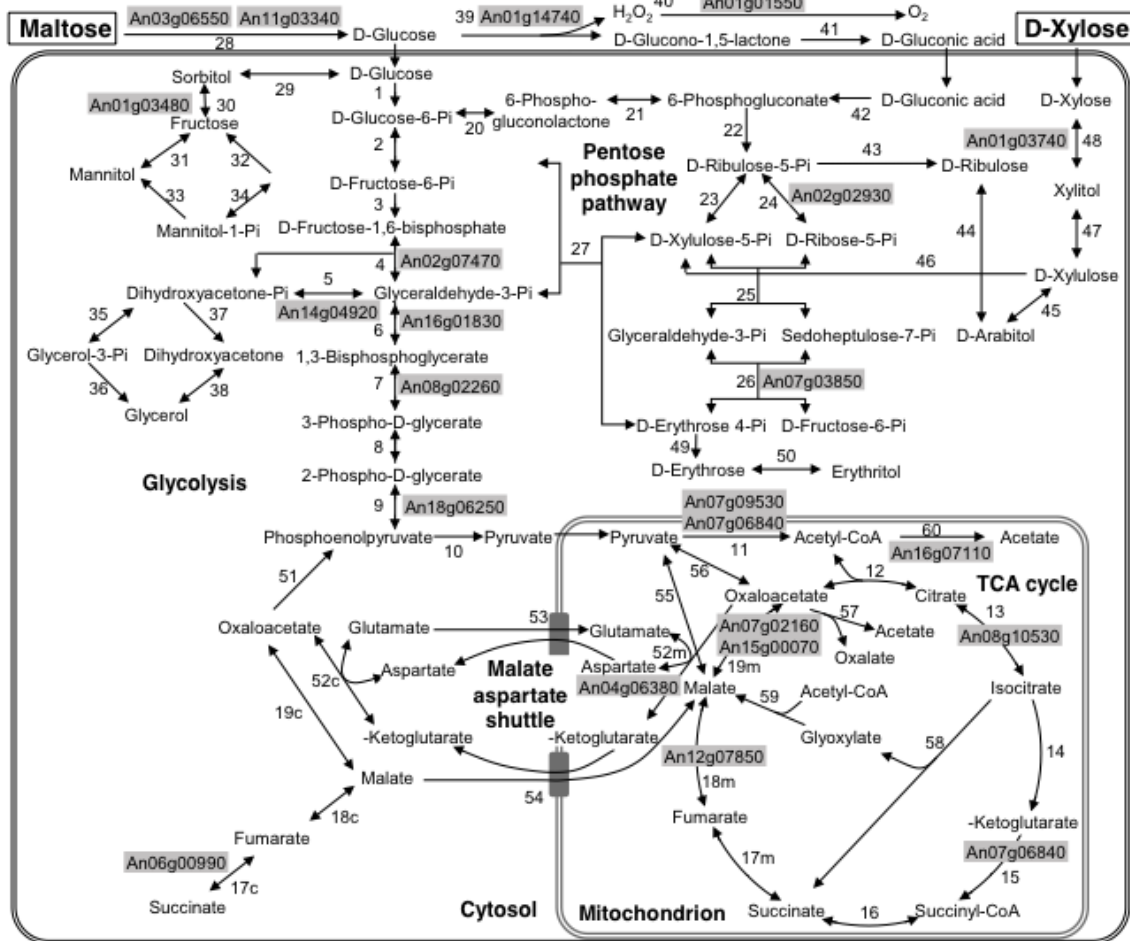 40 An01g01550
An03g06550 An11g03340 39 An01g14740 H2O2 O2
Maltose 28 D-Glucose D-Glucono-1,5-lactone 41 D-Gluconic acid D-Xylose
Sorbitol 29 D-Glucose
An01g03480 30 1 6-Phospho-gluconolactone 21 6-Phosphogluconate 42 D-Gluconic acid D-Xylose
Fructose D-Glucose-6-Pi 20
31 32 2 22 An01g03740 48
Mannitol Pentose phosphate pathway D-Ribulose-5-Pi 43 D-Ribulose
33 34 D-Fructose-6-Pi 23 24 An02g02930 Xylitol
3
Mannitol-1-Pi D-Fructose-1,6-bisphosphate 27 D-Xylulose-5-Pi D-Ribose-5-Pi 44 47
4 An02g07470 46
5 25 D-Xylulose
Dihydroxyacetone-Pi Glyceraldehyde-3-Pi
An14g04920 An16g01830 45
35 37 6 Glyceraldehyde-3-Pi Sedoheptulose-7-Pi D-Arabitol
Glycerol-3-Pi Dihydroxyacetone 1,3-Bisphosphoglycerate
36 38 7 An08g02260 26 An07g03850
Glycerol
3-Phospho-D-glycerate D-Erythrose 4-Pi D-Fructose-6-Pi
8 49
2-Phospho-D-glycerate D-Erythrose 50 Erythritol
Glycolysis
9 An18g06250 An07g09530
An07g06840
Phosphoenolpyruvate 10 Pyruvate Pyruvate 11 Acetyl-CoA 60 Acetate
An16g07110
51 56 12 TCA cycle
55 Oxaloacetate Citrate 13
Oxaloacetate Glutamate 53 Glutamate An07g02160 57 Acetate An08g10530
52m An15g00070 Oxalate
52c Aspartate Malate aspartate shuttle Aspartate 19m
An04g06380 Malate 59 Acetyl-CoA Isocitrate
19c
-Ketoglutarate -Ketoglutarate Glyoxylate 58 14
An12g07850
Malate 54 18m
18c Fumarate -Ketoglutarate
Fumarate An07g06840
An06g00990 17m 15
17c
Succinate Cytosol Mitochondrion Succinate 16 Succinyl-CoA